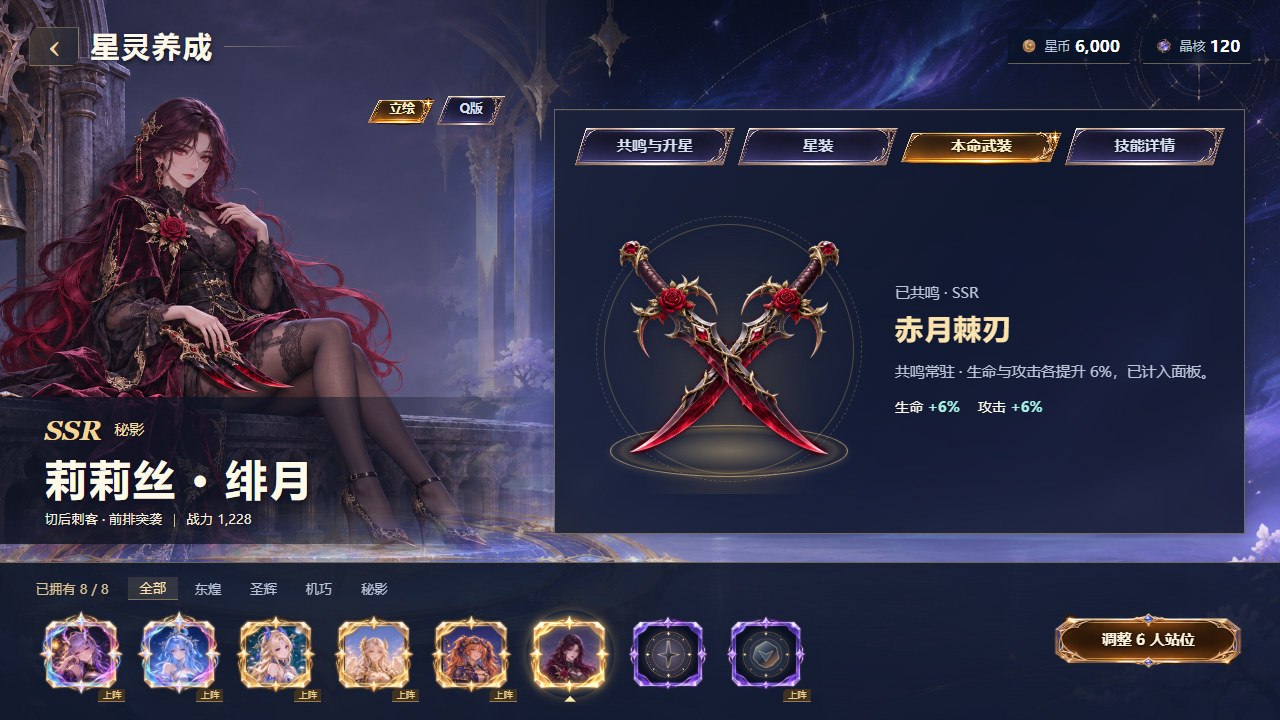 星灵养成
星币 6,000
晶核 120
立绘
Q版
共鸣与升星
星装
本命武装
技能详情
已共鸣 · SSR
赤月棘刃
共鸣常驻 · 生命与攻击各提升 6%，已计入面板。
生命 +6% 攻击 +6%
SSR 秘影
莉莉丝·绯月
切后刺客 · 前排突袭 | 战力 1,228
已拥有 8 / 8
全部
东煌
圣辉
机巧
秘影
上阵
上阵
上阵
上阵
上阵
上阵
调整 6 人站位